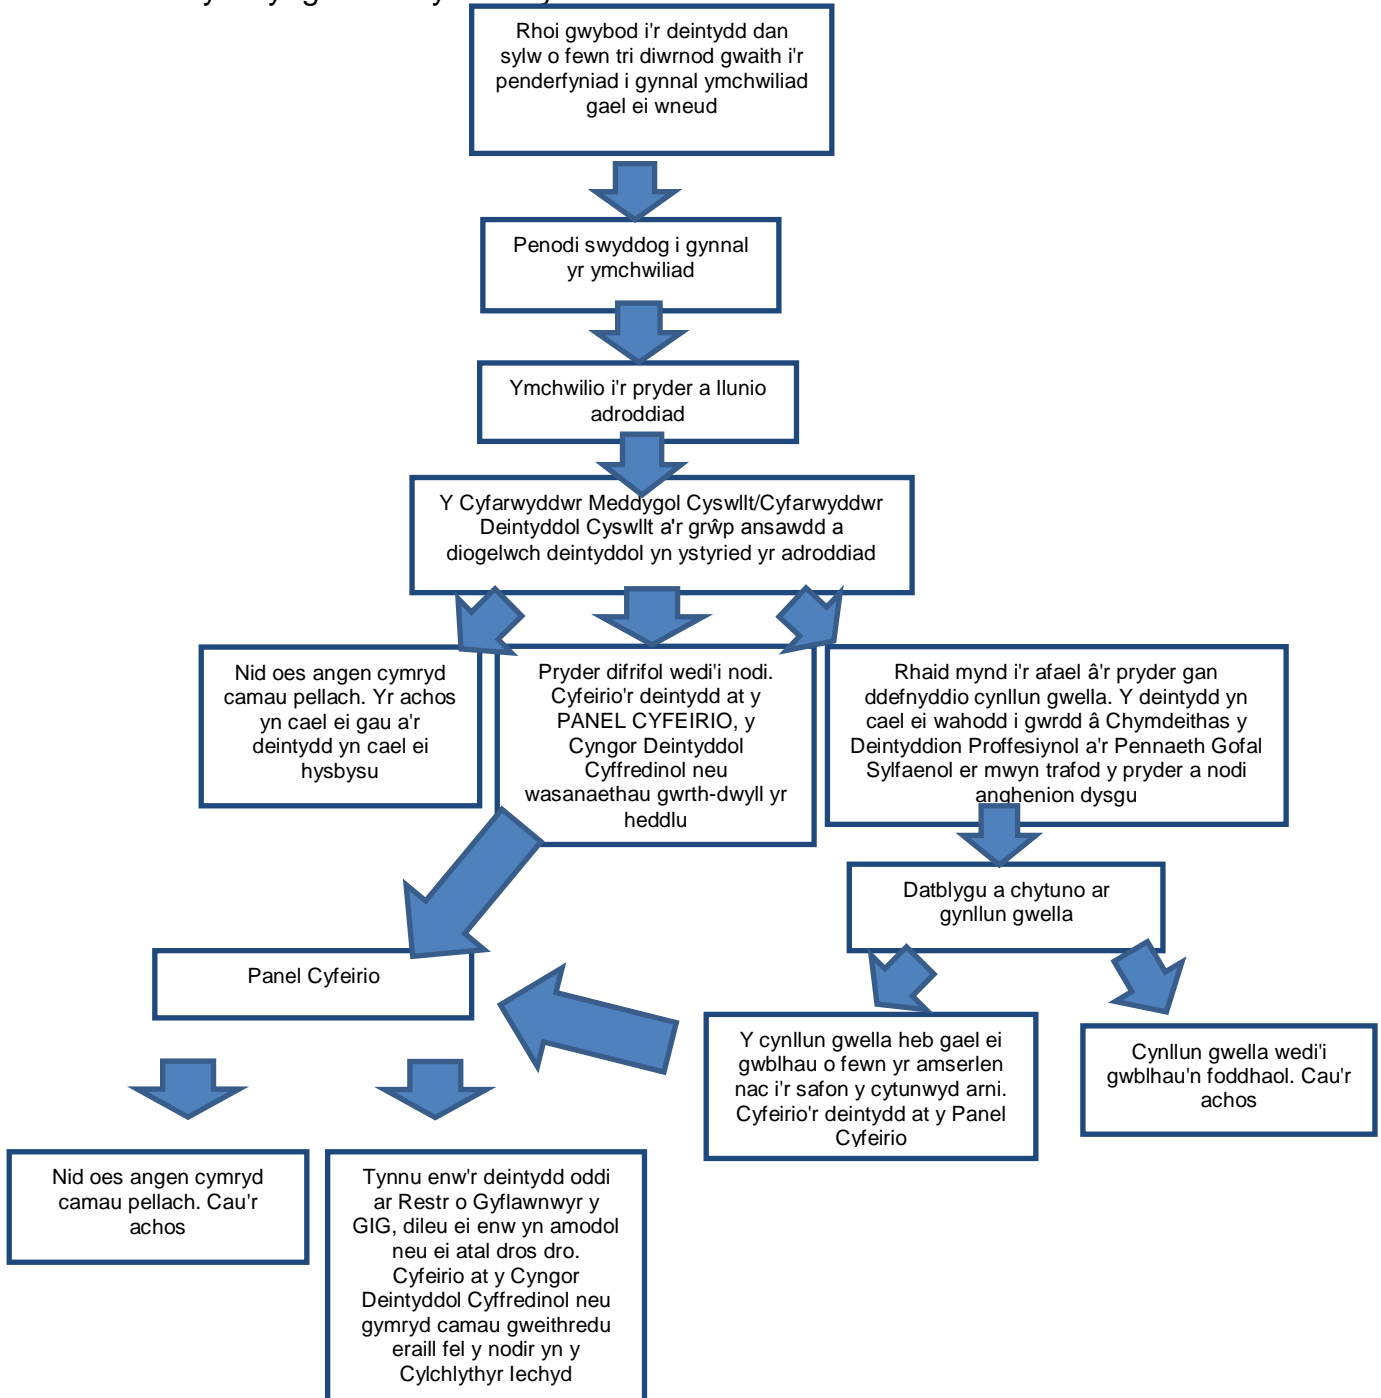 Rhoi gwybod i'r deintydd dan
sylw o fewn tri diwrnod gwaith i'r
penderfyniad i gynnal ymchwiliad
gael ei wneud
Penodi swyddog i gynnal
yr ymchwiliad
Ymchwilio i'r pryder a llunio
adroddiad
Y Cyfarwyddwr Meddygol Cyswllt/Cyfarwyddwr
Deintyddol Cyswllt a'r grŵp ansawdd a
diogelwch deintyddol yn ystyried yr adroddiad
Nid oes angen cymryd
camau pellach. Yr achos
yn cael ei gau a'r
deintydd yn cael ei
hysbysu
Pryder difrifol wedi'i nodi.
Cyfeirio'r deintydd at y
PANEL CYFEIRIO, y
Cyngor Deintyddol
Cyffredinol neu
wasanaethau gwrth-dwyll yr
heddlu
Rhaid mynd i'r afael â'r pryder gan
ddefnyddio cynllun gwella. Y deintydd yn
cael ei wahodd i gwrdd â Chymdeithas y
Deintyddion Proffesiynol a'r Pennaeth Gofal
Sylfaenol er mwyn trafod y pryder a nodi
anghenion dysgu
Datblygu a chytuno ar
gynllun gwella
Panel Cyfeirio
Y cynllun gwella heb gael ei
gwblhau o fewn yr amserlen
nac i'r safon y cytunwyd arni.
Cyfeirio'r deintydd at y Panel
Cyfeirio
Cynllun gwella wedi'i
gwblhau'n foddhaol. Cau'r
achos
Nid oes angen cymryd
camau pellach. Cau'r
achos
Tynnu enw'r deintydd oddi
ar Restr o Gyflawnwyr y
GIG, dileu ei enw yn amodol
neu ei atal dros dro.
Cyfeirio at y Cyngor
Deintyddol Cyffredinol neu
gymryd camau gweithredu
eraill fel y nodir yn y
Cylchlythyr Iechyd